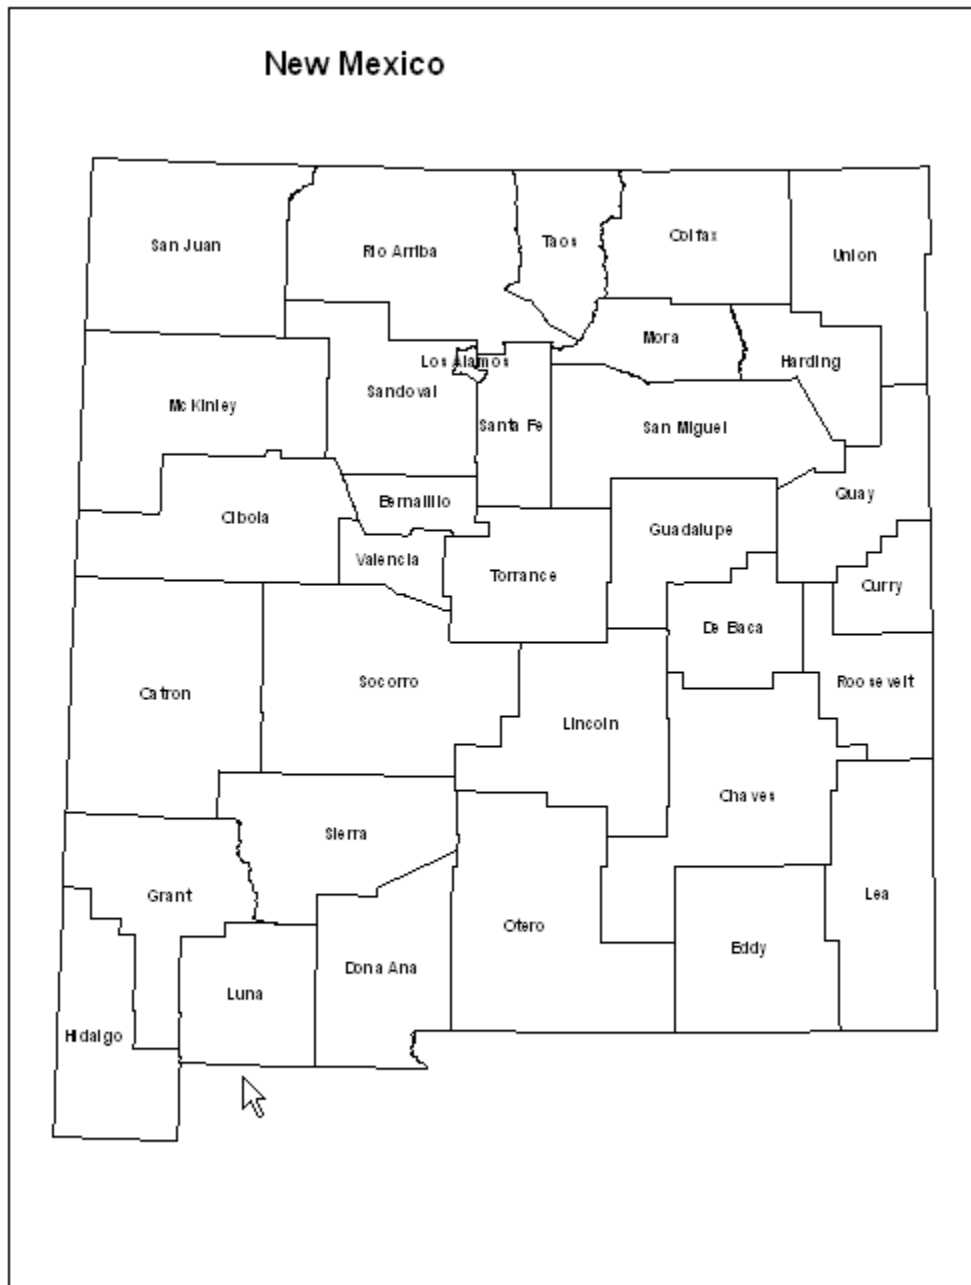 New Mexico
San Juan
Rio Arriba
Taos
Colfax
Union
Mora
Los Alamos
Harding
Sandoval
Mc Kinley
Santa Fe
San Miguel
Quay
Bernalillo
Cibola
Guadalupe
Valencia
Torrance
Curry
De Baca
Socorro
Roosevelt
Catron
Lincoln
Chaves
Sierra
Grant
Lea
Otero
Eddy
Dona Ana
Luna
Hidalgo